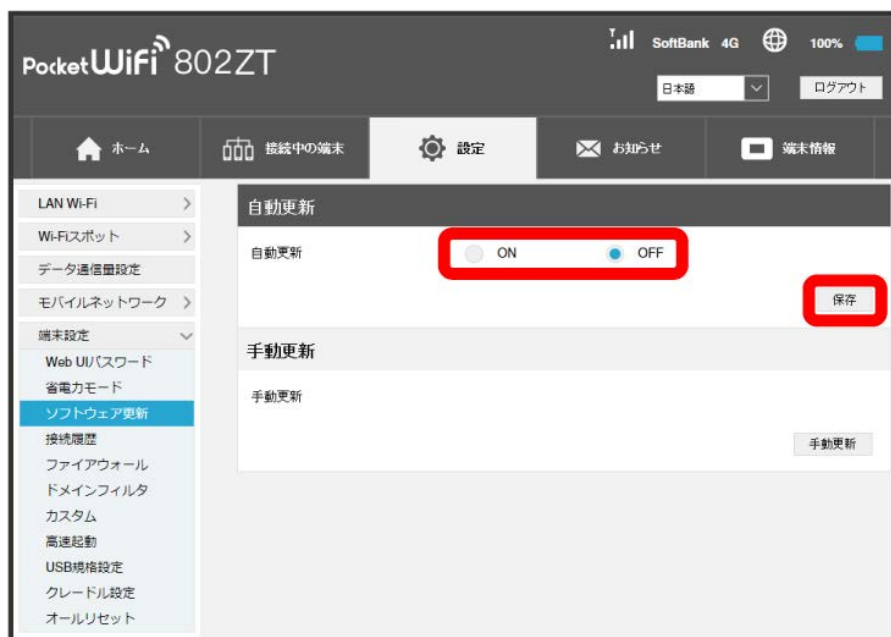 Pocket WiFi 802ZT
SoftBank 4G 100%
日本語 ログアウト
ホーム 接続中の端末 設定 お知らせ 端末情報
LAN Wi-Fi
Wi-Fiスポット
データ通信量設定
モバイルネットワーク
端末設定
Web UIパスワード
省電力モード
ソフトウェア更新
接続履歴
ファイアウォール
ドメインフィルタ
カスタム
高速起動
USB規格設定
クレードル設定
オールリセット
自動更新
自動更新 ON OFF
保存
手動更新
手動更新
手動更新